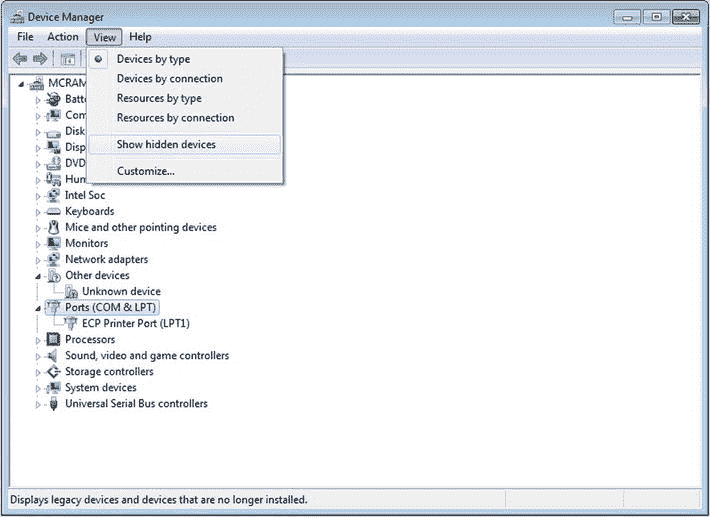 Device Manager
File Action View Help
Devices by type
Devices by connection
Resources by type
Resources by connection
Show hidden devices
Customize...
MCRAM
Batt
Com
Disk
Disp
DVD
Hum
Intel Soc
Keyboards
Mice and other pointing devices
Monitors
Network adapters
Other devices
Unknown device
Ports (COM & LPT)
ECP Printer Port (LPT1)
Processors
Sound, video and game controllers
Storage controllers
System devices
Universal Serial Bus controllers
Displays legacy devices and devices that are no longer installed.